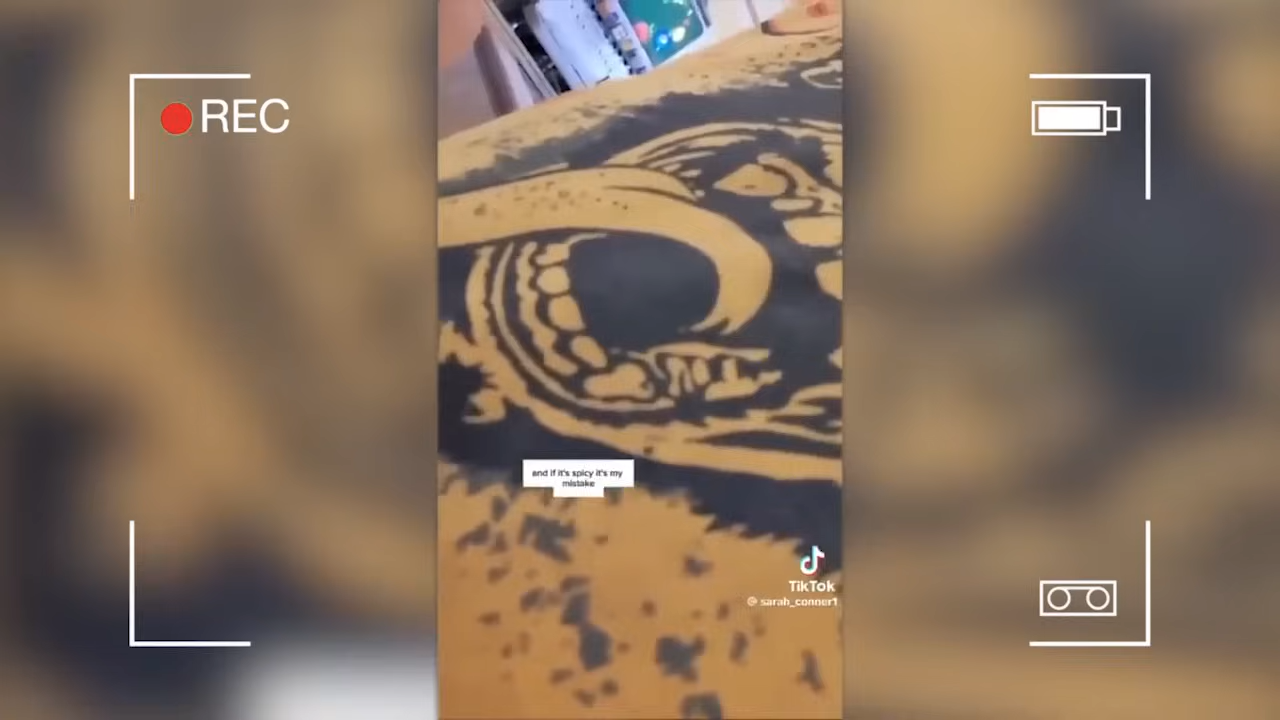 REC
and if it's spicy it's my
mistake
TikTok
@ sarah_conner1